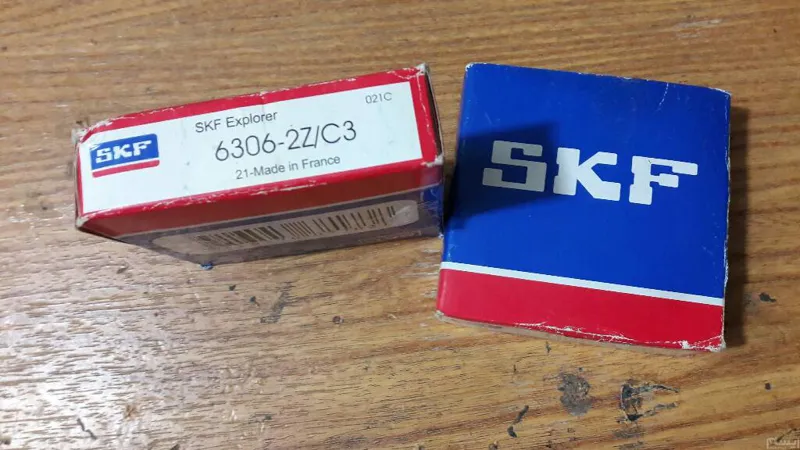 SKF Explorer
021C
SKF
6306-2Z/C3
21-Made in France
SKF